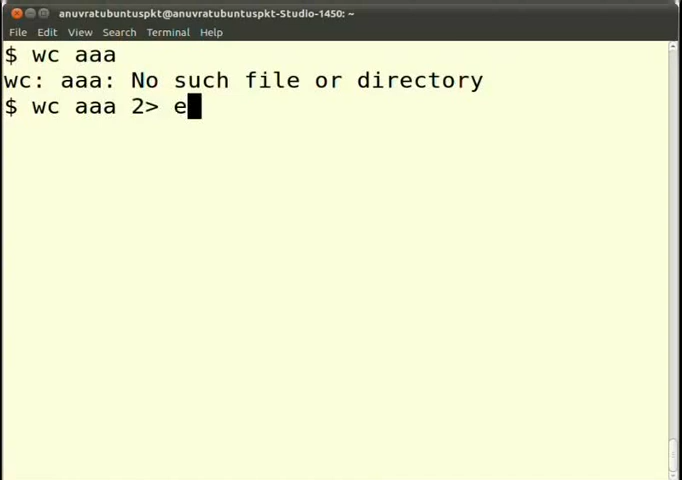 anuvratubuntuspkt@anuvratubuntuspkt-Studio-1450: ~
File Edit View Search Terminal Help
$ wc aaa
wc: aaa: No such file or directory
$ wc aaa 2> e